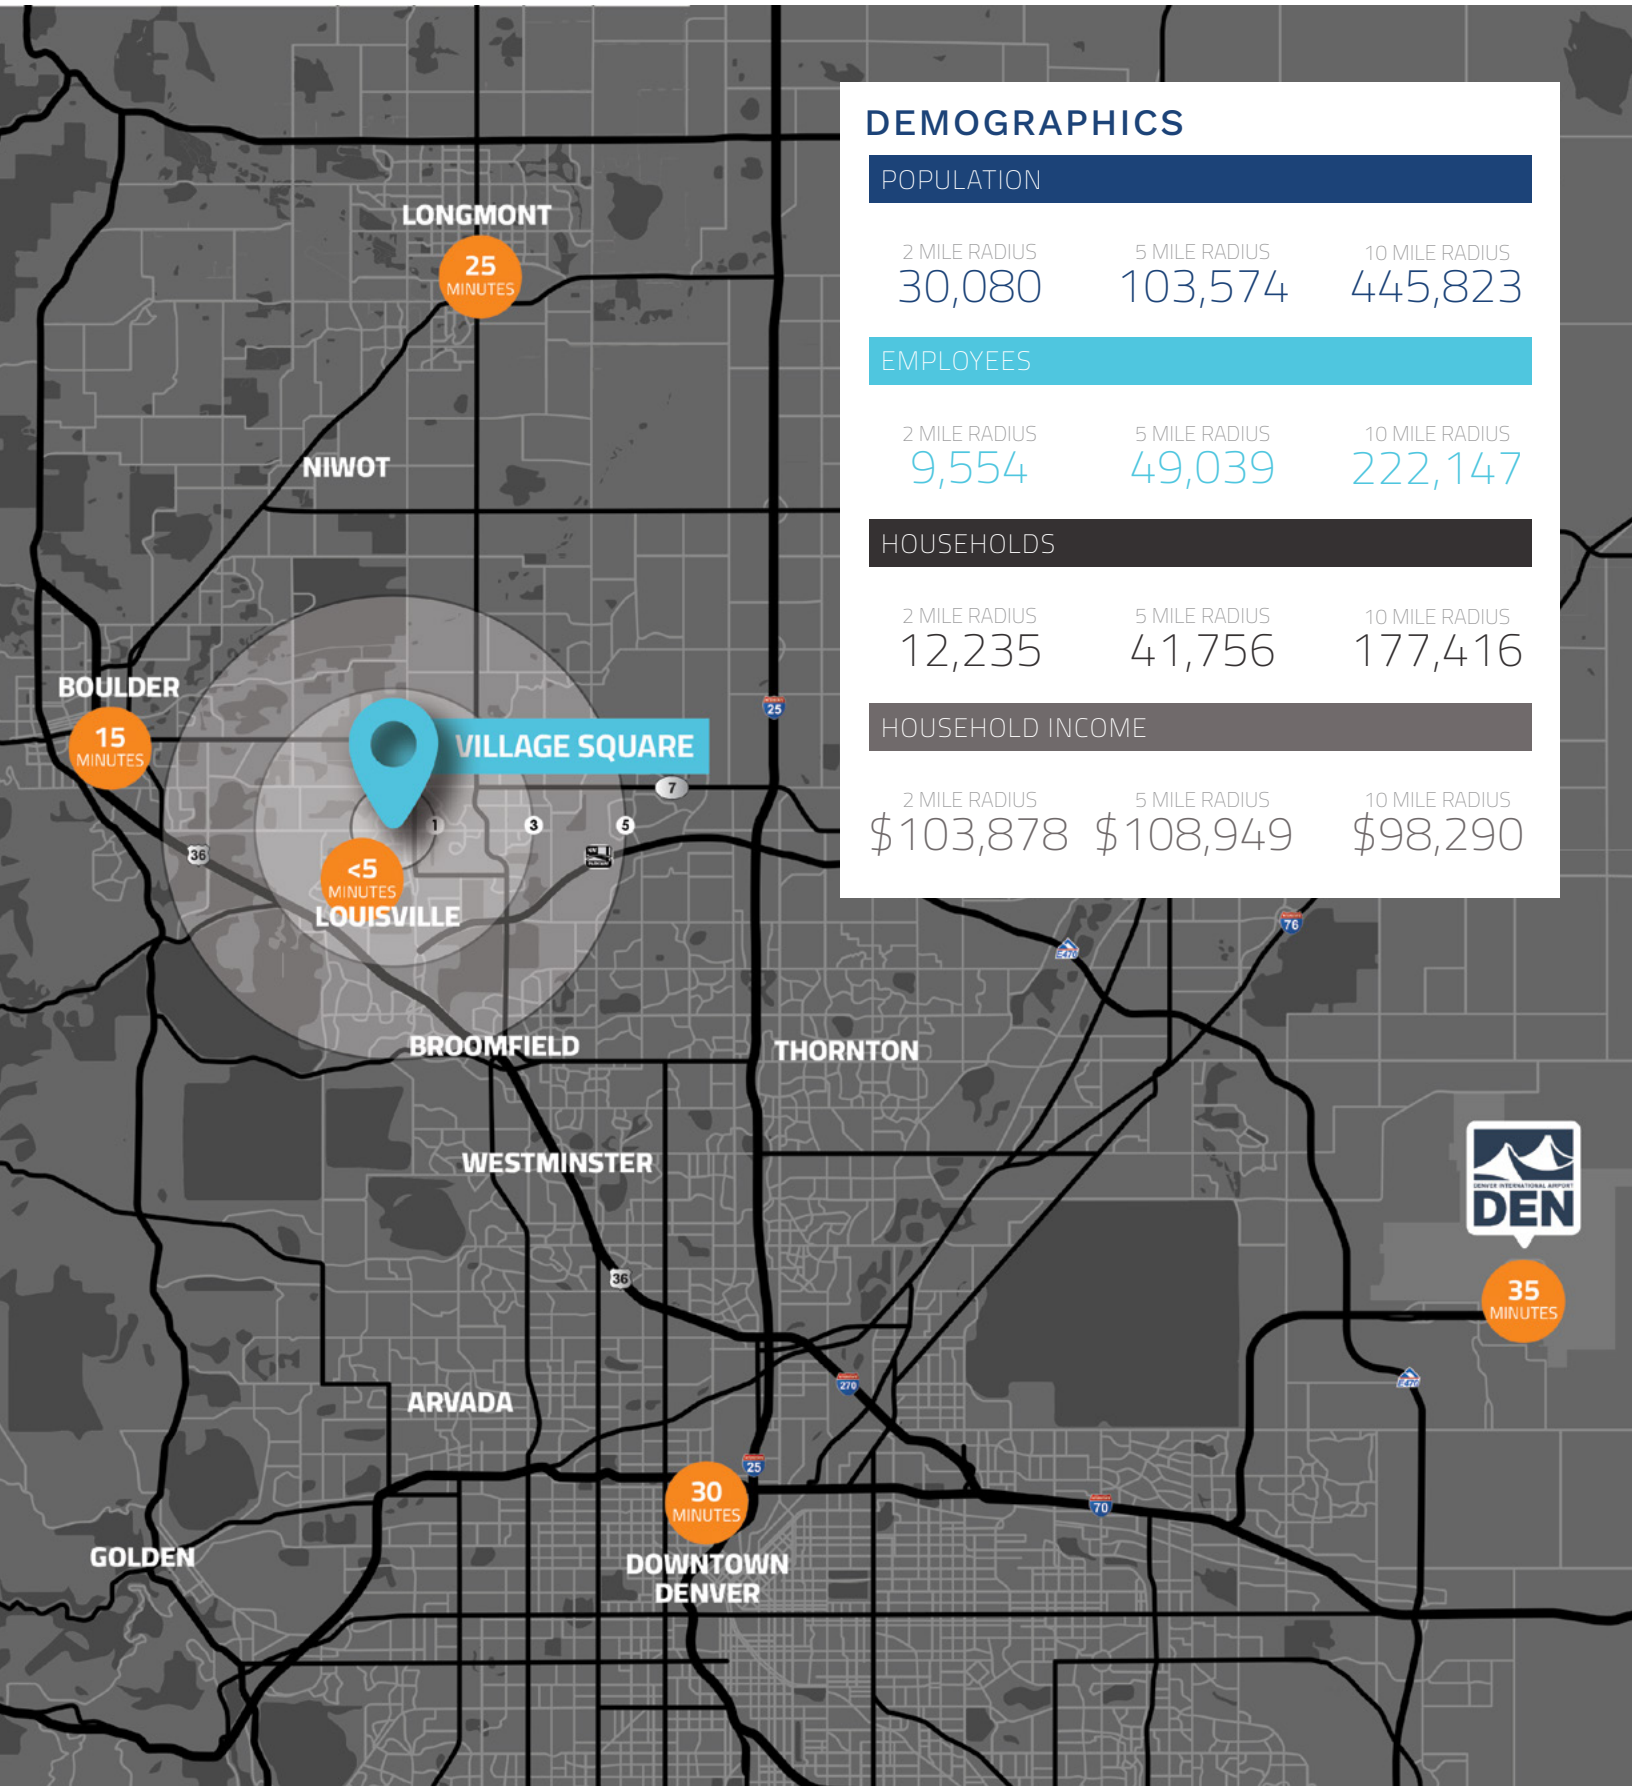 DEMOGRAPHICS
POPULATION
2 MILE RADIUS
30,080
5 MILE RADIUS
103,574
10 MILE RADIUS
445,823
EMPLOYEES
2 MILE RADIUS
9,554
5 MILE RADIUS
49,039
10 MILE RADIUS
222,147
HOUSEHOLDS
2 MILE RADIUS
12,235
5 MILE RADIUS
41,756
10 MILE RADIUS
177,416
HOUSEHOLD INCOME
2 MILE RADIUS
$103,878
5 MILE RADIUS
$108,949
10 MILE RADIUS
$98,290
LONGMONT
25
MINUTES
NIWOT
BOULDER
15
MINUTES
25
VILLAGE SQUARE
7
1
3
5
36
<5
MINUTES
LOUISVILLE
76
E470
BROOMFIELD
THORNTON
WESTMINSTER
DENVER INTERNATIONAL AIRPORT
DEN
36
35
MINUTES
270
E470
ARVADA
25
30
MINUTES
70
GOLDEN
DOWNTOWN
DENVER